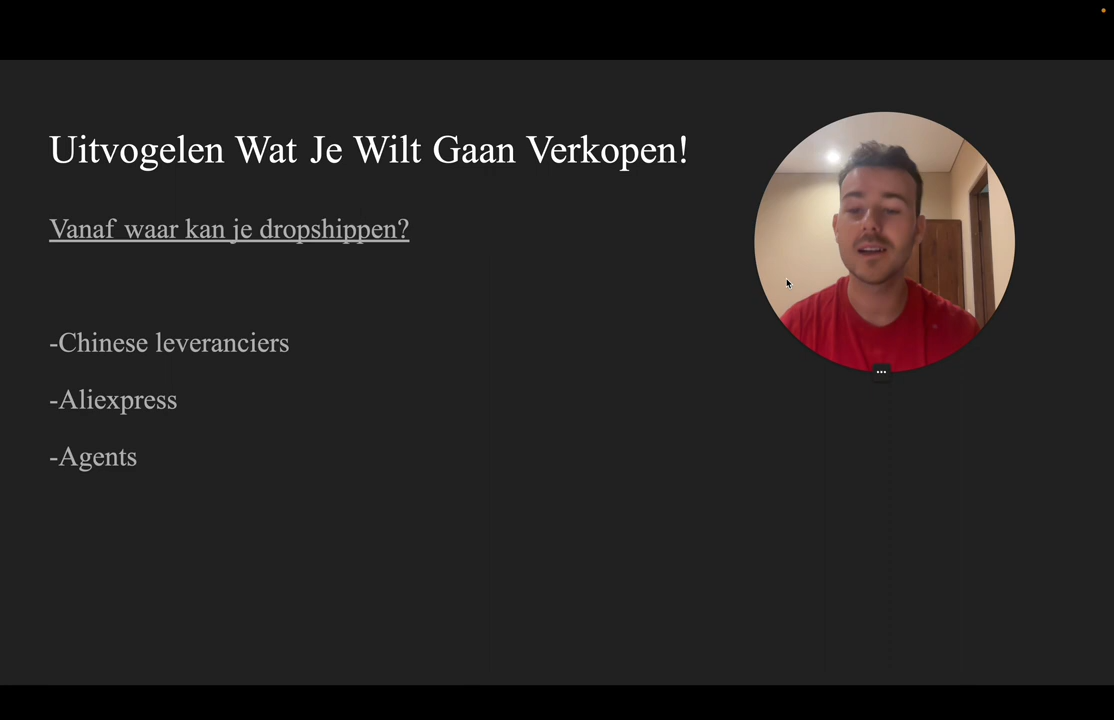 Uitvogelen Wat Je Wilt Gaan Verkopen!
Vanaf waar kan je dropshippen?
-Chinese leveranciers
-Aliexpress
-Agents